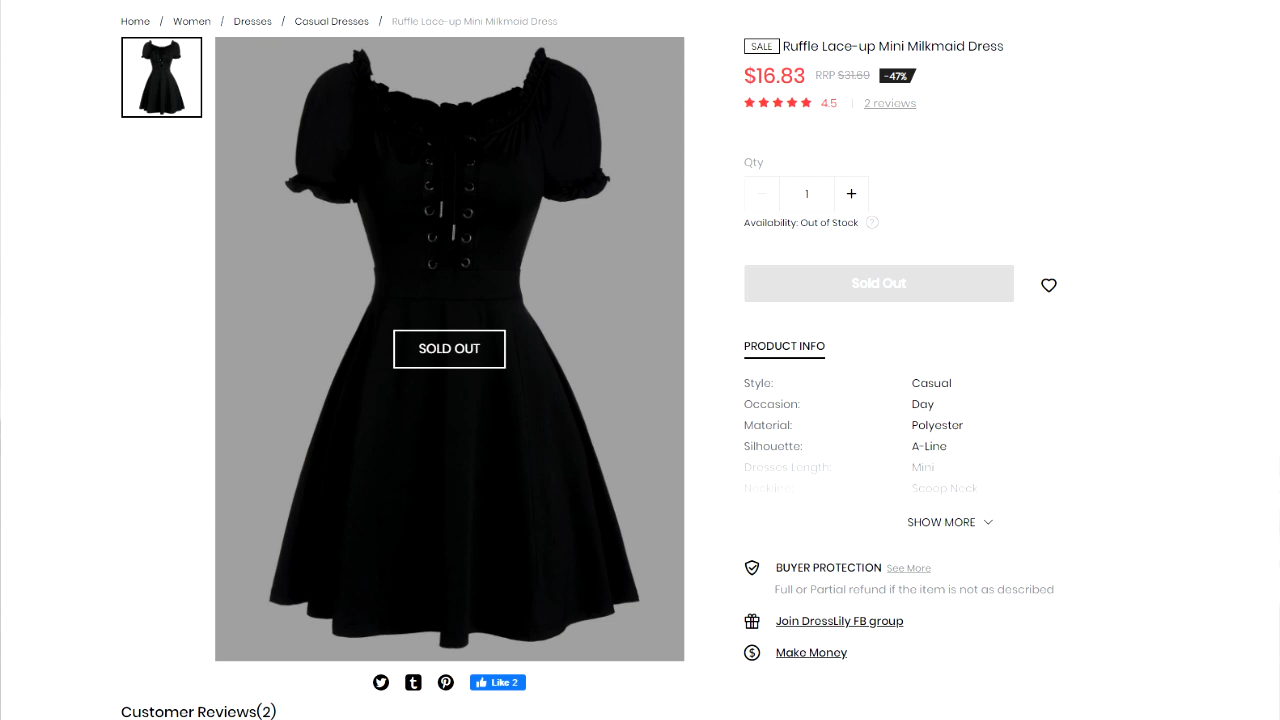 Home / Women / Dresses / Casual Dresses / Ruffle Lace-up Mini Milkmaid Dress
SALE Ruffle Lace-up Mini Milkmaid Dress
$16.83 RRP $31.69 -47%
4.5 | 2 reviews
Qty
1 +
Availability: Out of Stock ?
Sold Out
SOLD OUT
PRODUCT INFO
Style: Casual
Occasion: Day
Material: Polyester
Silhouette: A-Line
Dresses Length: Mini
Neckline: Scoop Neck
SHOW MORE
BUYER PROTECTION See More
Full or Partial refund if the item is not as described
Join DressLily FB group
Make Money
Like 2
Customer Reviews(2)